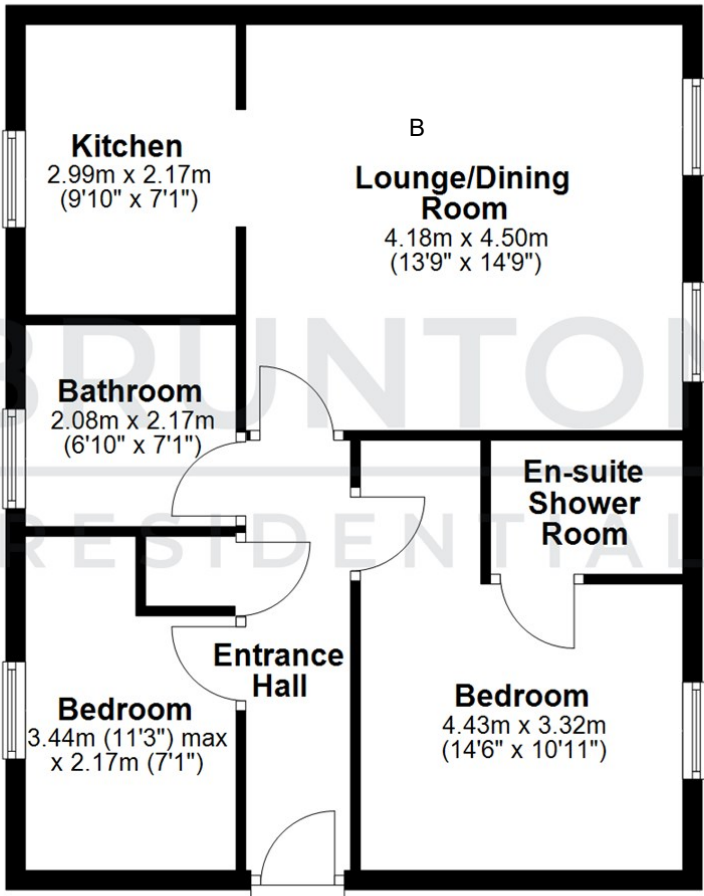 B
Kitchen
2.99m x 2.17m
(9'10" x 7'1")
Lounge/Dining
Room
4.18m x 4.50m
(13'9" x 14'9")
BRUNTON
RESIDENTIAL
Bathroom
2.08m x 2.17m
(6'10" x 7'1")
En-suite
Shower
Room
Entrance
Hall
Bedroom
3.44m (11'3") max
x 2.17m (7'1")
Bedroom
4.43m x 3.32m
(14'6" x 10'11")